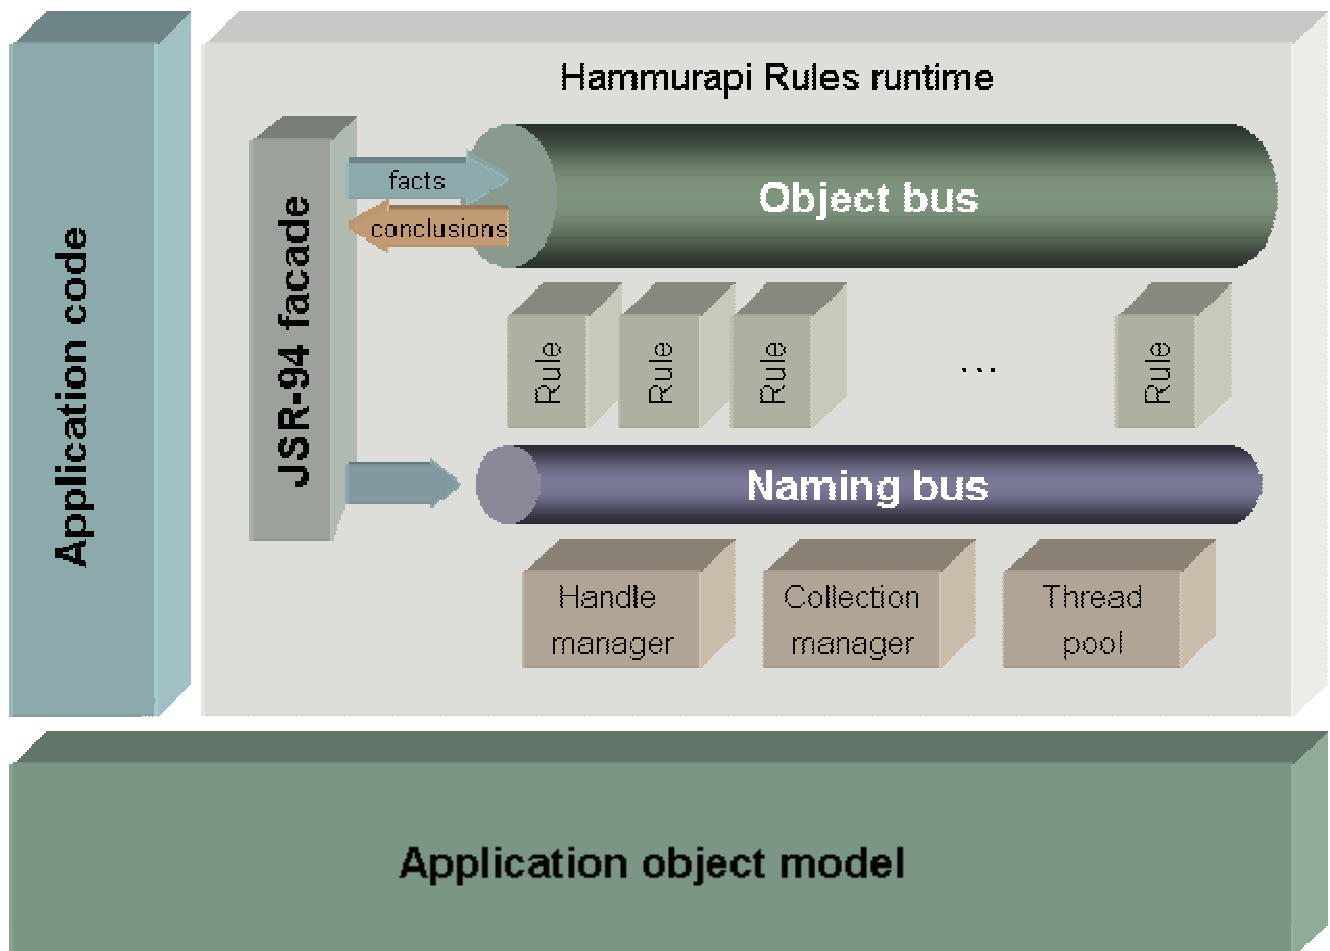 Hammurapi Rules runtime
Application code
JSR-94 facade
facts
conclusions
Object bus
Rule
Rule
Rule
...
Rule
Naming bus
Handle
manager
Collection
manager
Thread
pool
Application object model